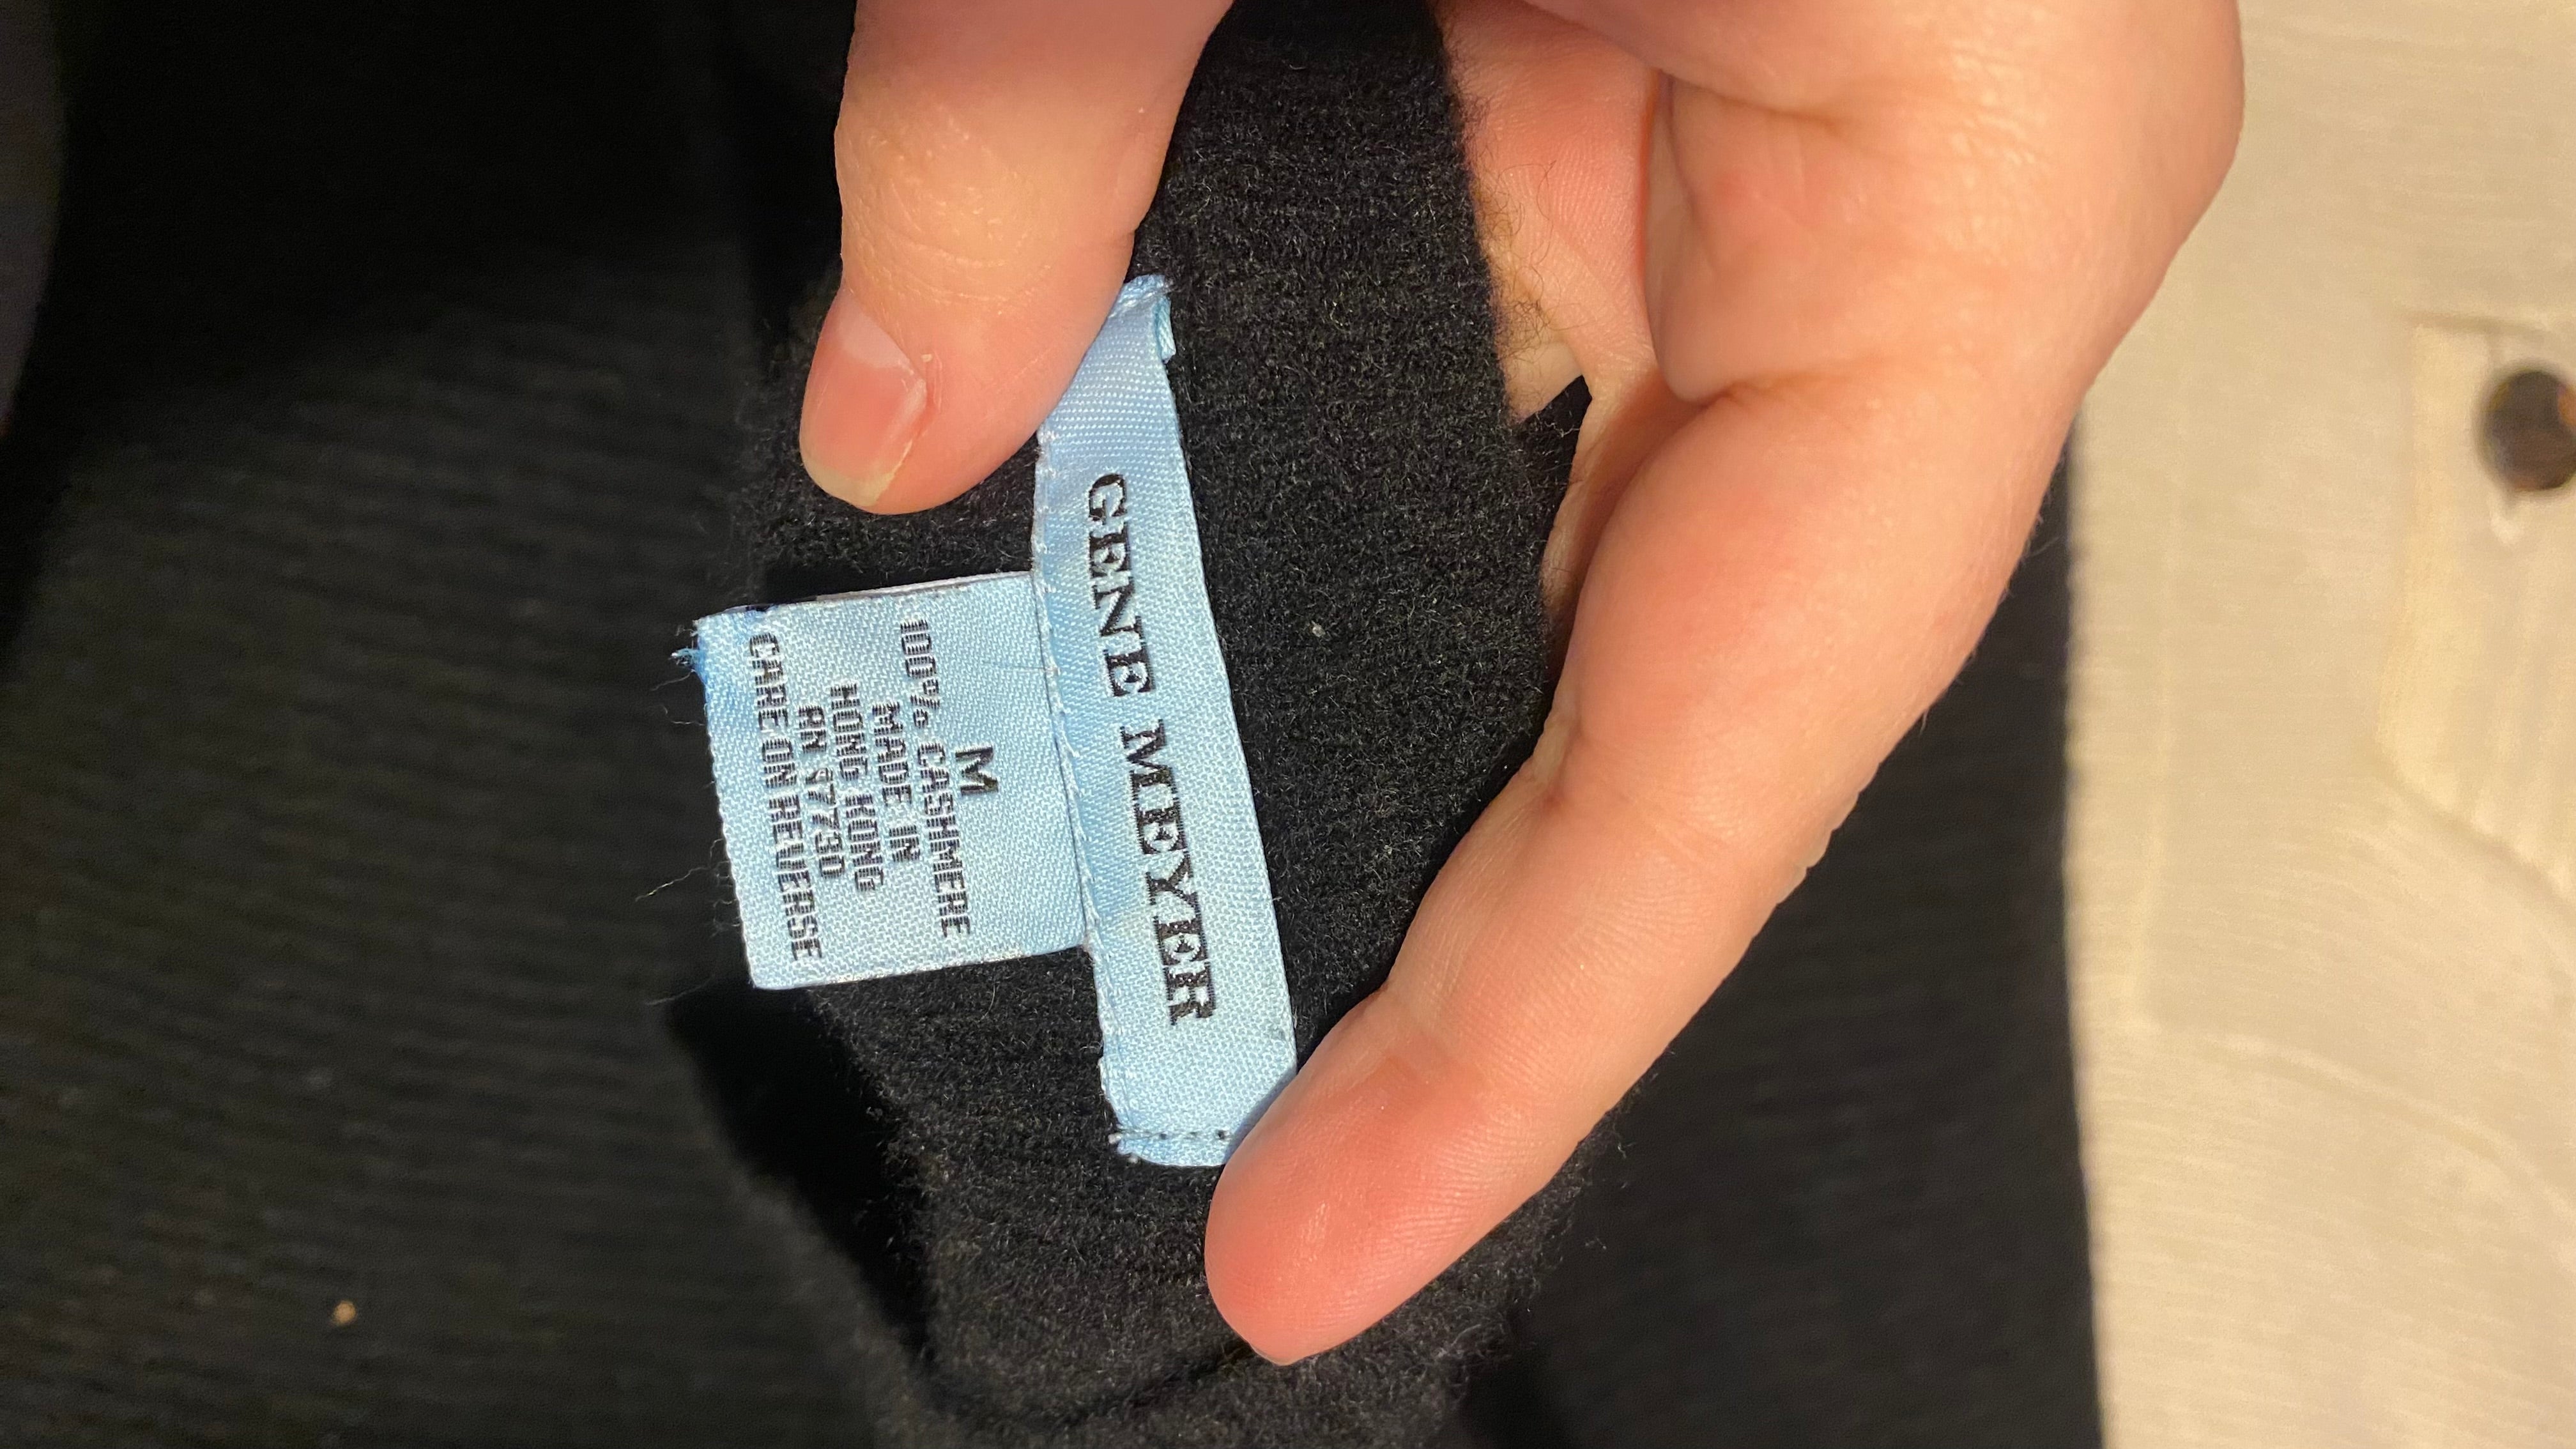 GENE MEYER
M
100% CASHMERE
MADE IN
HONG KONG
RN 47730
CARE ON REVERSE